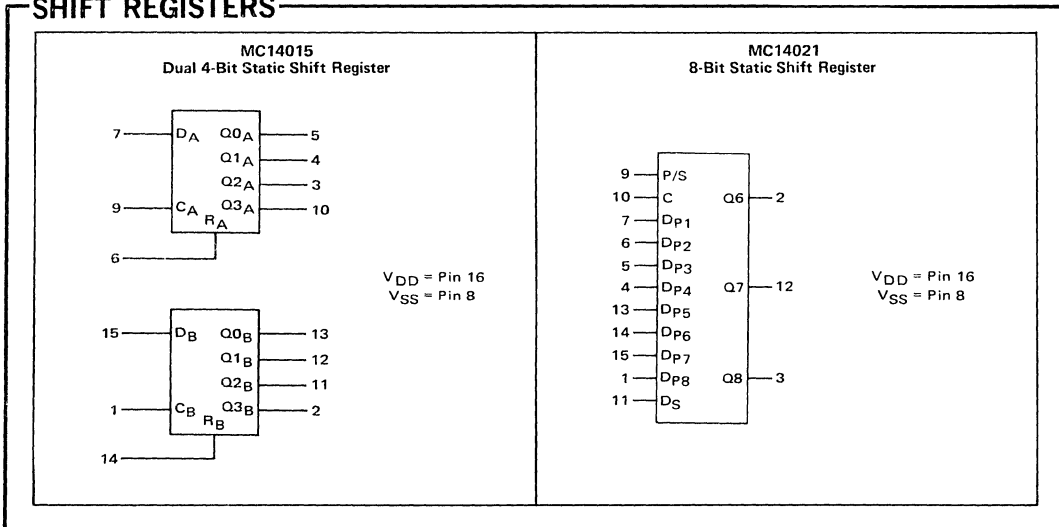 SHIFT REGISTERS
MC14015
Dual 4-Bit Static Shift Register
7 DA Q0A 5
Q1A 4
Q2A 3
9 CA Q3A 10
RA
6
VDD = Pin 16
VSS = Pin 8
15 DB Q0B 13
Q1B 12
Q2B 11
1 CB Q3B 2
RB
14
MC14021
8-Bit Static Shift Register
9 P/S
10 C Q6 2
7 DP1
6 DP2
5 DP3
4 DP4 Q7 12
13 DP5
14 DP6
15 DP7
1 DP8 Q8 3
11 DS
VDD = Pin 16
VSS = Pin 8